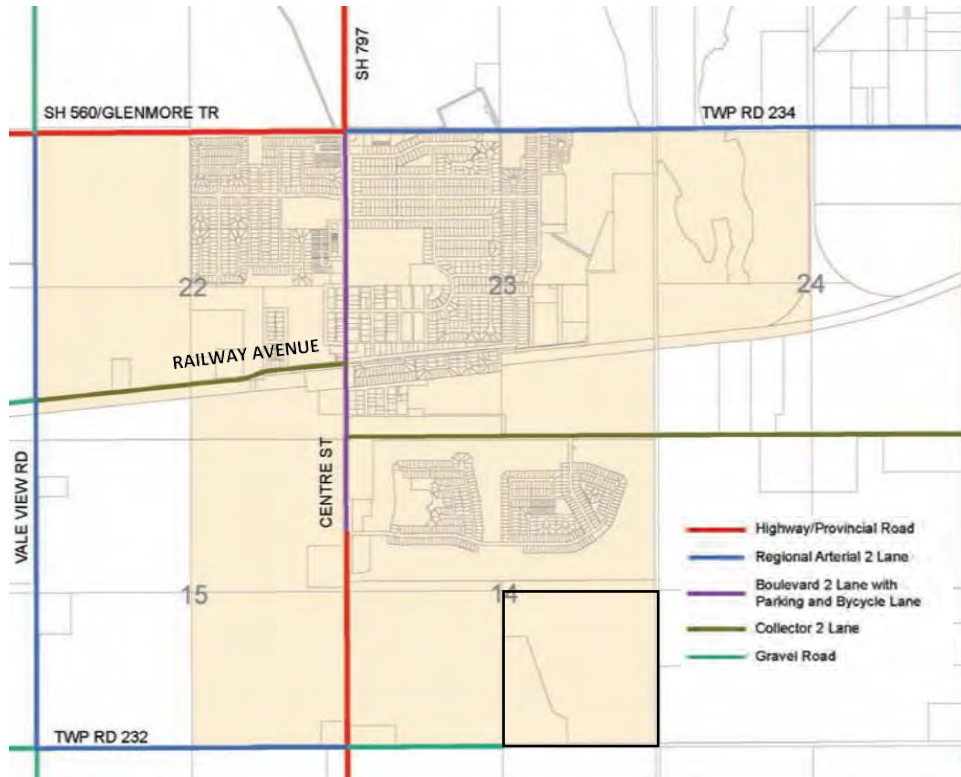 SH 797
SH 560/GLENMORE TR
TWP RD 234
22
23
24
RAILWAY AVENUE
VALE VIEW RD
CENTRE ST
Highway/Provincial Road
Regional Arterial 2 Lane
Boulevard 2 Lane with
Parking and Bycycle Lane
Collector 2 Lane
Gravel Road
15
14
TWP RD 232